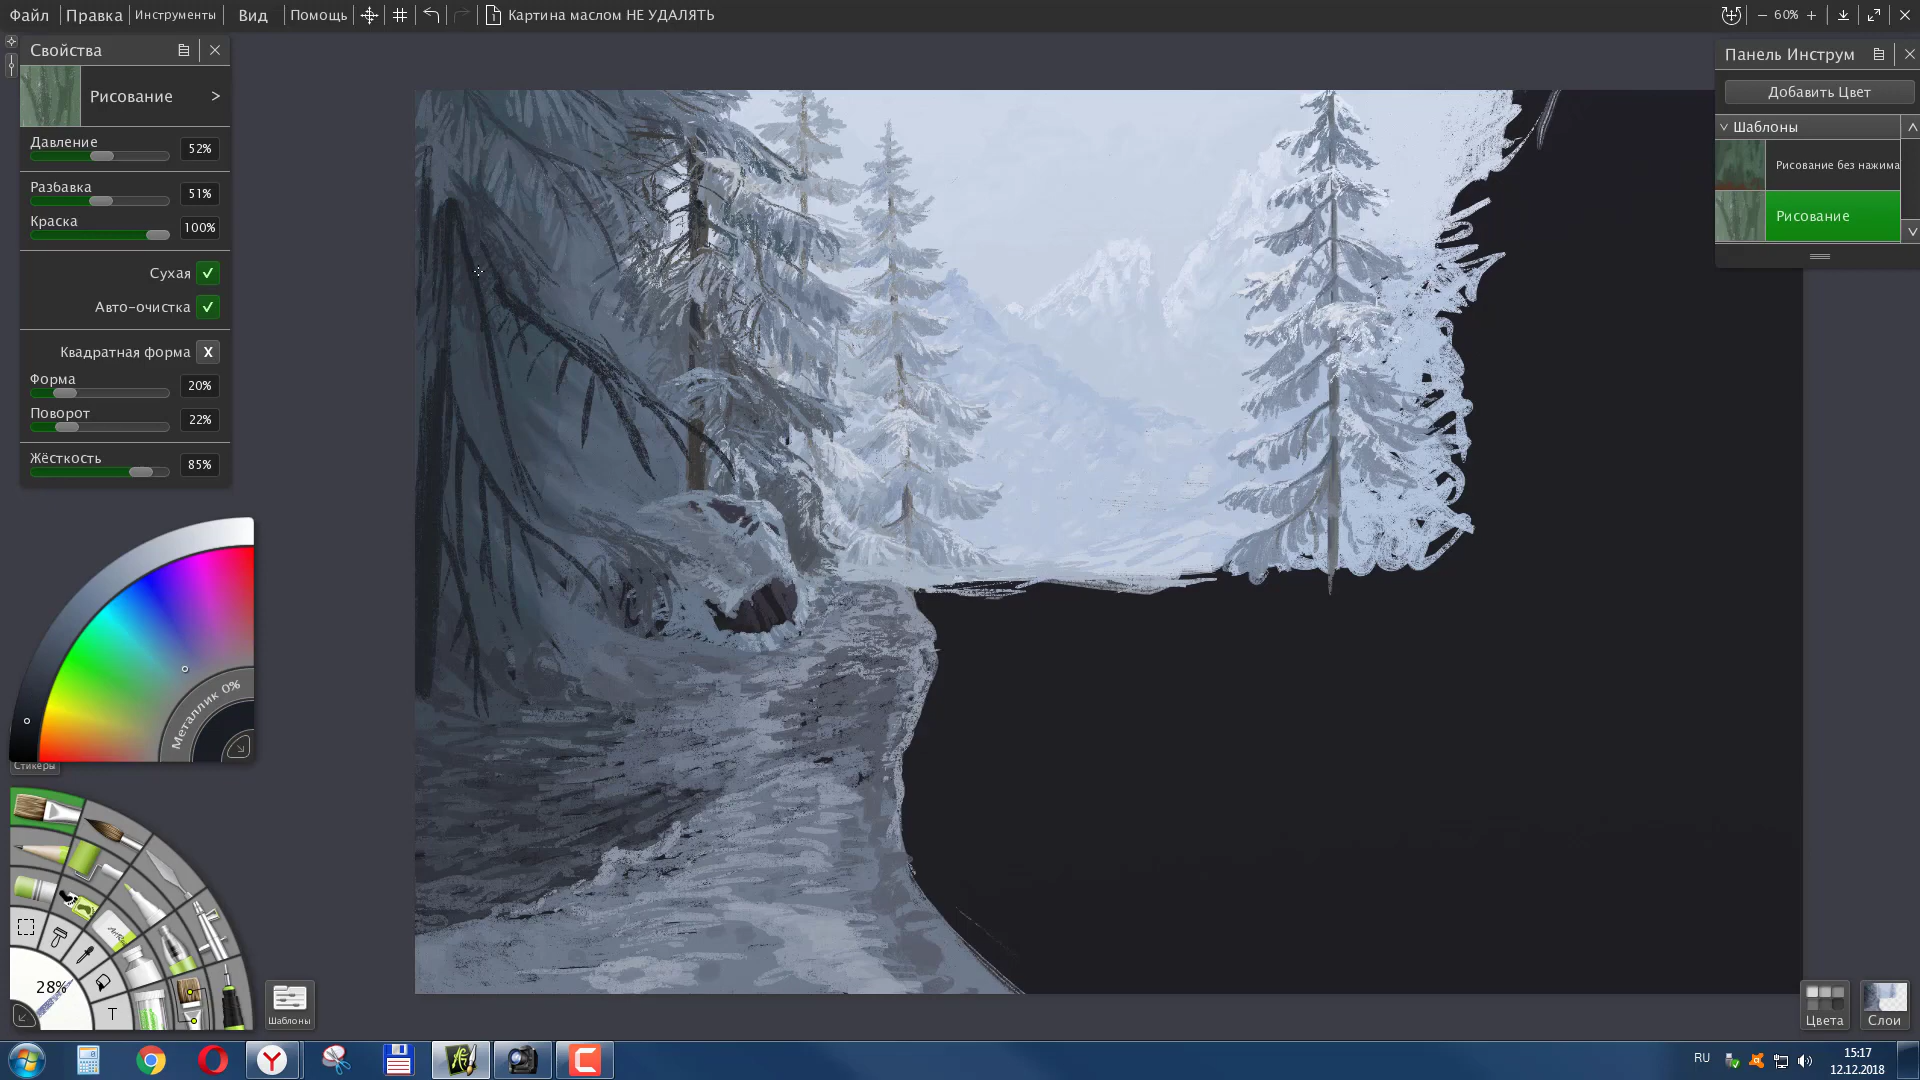 Файл
Правка
Инструменты
Вид
Помощь
Картина маслом НЕ УДАЛЯТЬ
60%
Свойства
Рисование
>
Давление
52%
Разбавка
51%
Краска
100%
Сухая
Авто-очистка
Квадратная форма
X
Форма
20%
Поворот
22%
Жёсткость
85%
Панель Инструм
Добавить Цвет
Шаблоны
Рисование без нажима
Рисование
Металлик 0%
Стикеры
28%
T
Шаблоны
Цвета
Слои
RU
15:17
12.12.2018